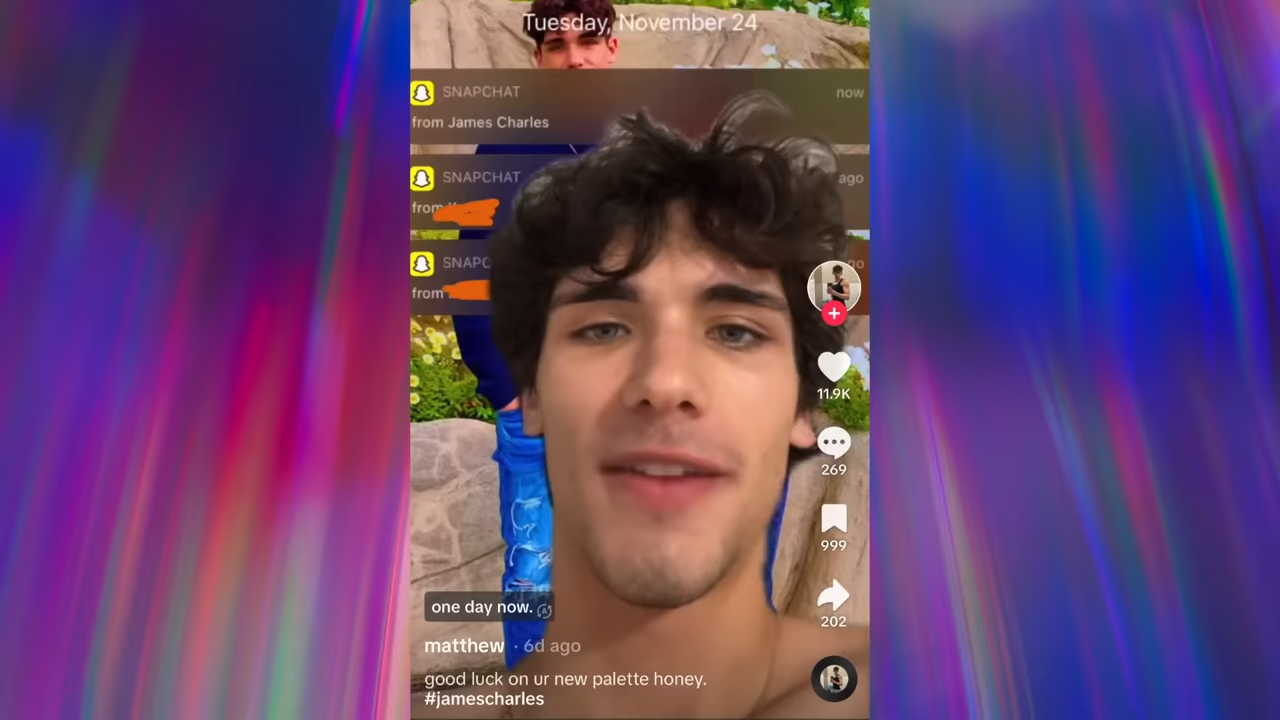 Tuesday, November 24
SNAPCHAT
now
from James Charles
SNAPCHAT
ago
from
SNAPC
go
from
11.9K
269
999
202
one day now.
matthew · 6d ago
good luck on ur new palette honey.
#jamescharles